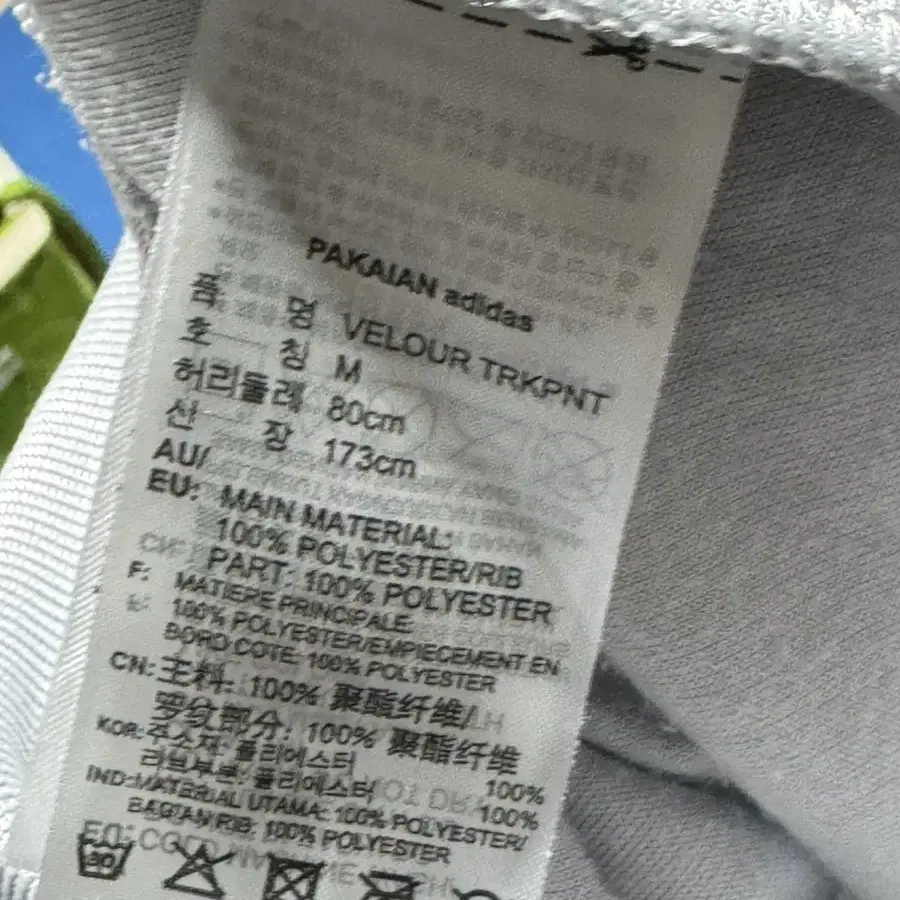 PAKAIAN adidas
품 명 VELOUR TRKPNT
호 칭 M
허리둘레 80cm
산 장 173cm
AU/
EU: MAIN MATERIAL:
100% POLYESTER/RIB
PART: 100% POLYESTER
F: MATIERE PRINCIPALE:
100% POLYESTER/EMPIECEMENT EN
BORD COTE: 100% POLYESTER
CN: 主料: 100% 聚酯纤维/
罗纹部分: 100% 聚酯纤维
KOR: 주소재: 폴리에스터 100%
리브부분: 폴리에스터 100%
IND: MATERIAL UTAMA: 100% POLYESTER/
BAGIAN RIB: 100% POLYESTER
30